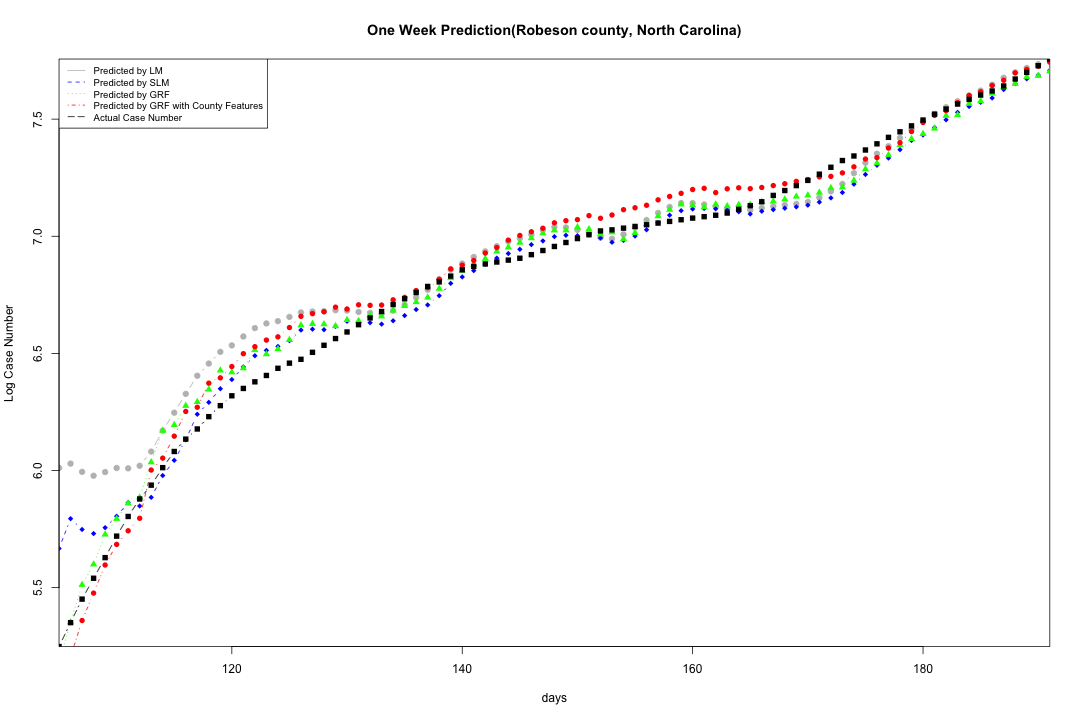 One Week Prediction(Robeson county, North Carolina)
Predicted by LM
Predicted by SLM
Predicted by GRF
Predicted by GRF with County Features
Actual Case Number
Log Case Number
7.5
7.0
6.5
6.0
5.5
120 140 160 180
days